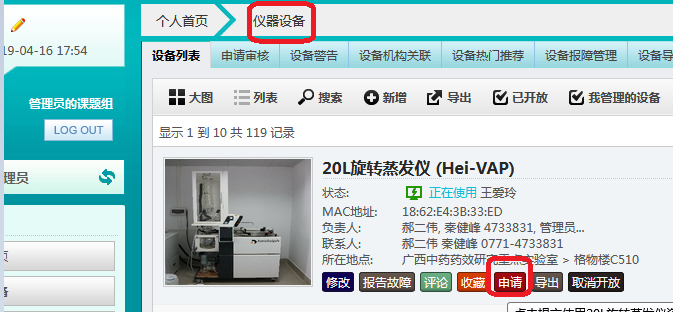 个人首页 仪器设备
19-04-16 17:54
设备列表 申请审核 设备警告 设备机构关联 设备热门推荐 设备报障管理 设备导
管理员的课题组
LOG OUT
大图 列表 搜索 新增 导出 已开放 我管理的设备
显示 1 到 10 共 119 记录
理员
20L旋转蒸发仪 (Hei-VAP)
状态: 正在使用 王爱玲
MAC地址: 18:62:E4:3B:33:ED
负责人: 郝二伟, 秦健峰 4733831, 管理员...
联系人: 郝二伟 秦健峰 0771-4733831
所在地点: 广西中药药效研究重点实验室 > 格物楼C510
修改 报告故障 评论 收藏 申请 导出 取消开放
页
备